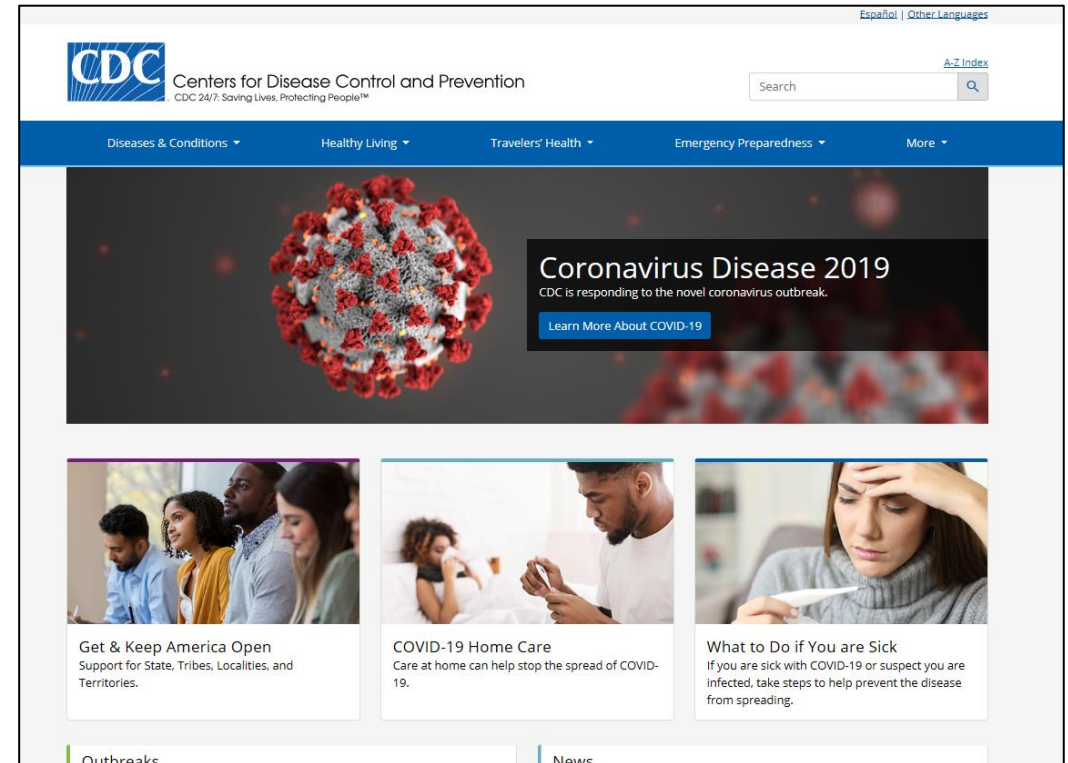 Español | Other Languages
CDC
Centers for Disease Control and Prevention
CDC 24/7: Saving Lives, Protecting People™
A-Z Index
Search
Diseases & Conditions
Healthy Living
Travelers' Health
Emergency Preparedness
More
Coronavirus Disease 2019
CDC is responding to the novel coronavirus outbreak.
Learn More About COVID-19
Get & Keep America Open
Support for State, Tribes, Localities, and
Territories.
COVID-19 Home Care
Care at home can help stop the spread of COVID-
19.
What to Do if You are Sick
If you are sick with COVID-19 or suspect you are
infected, take steps to help prevent the disease
from spreading.
Outbreaks
News